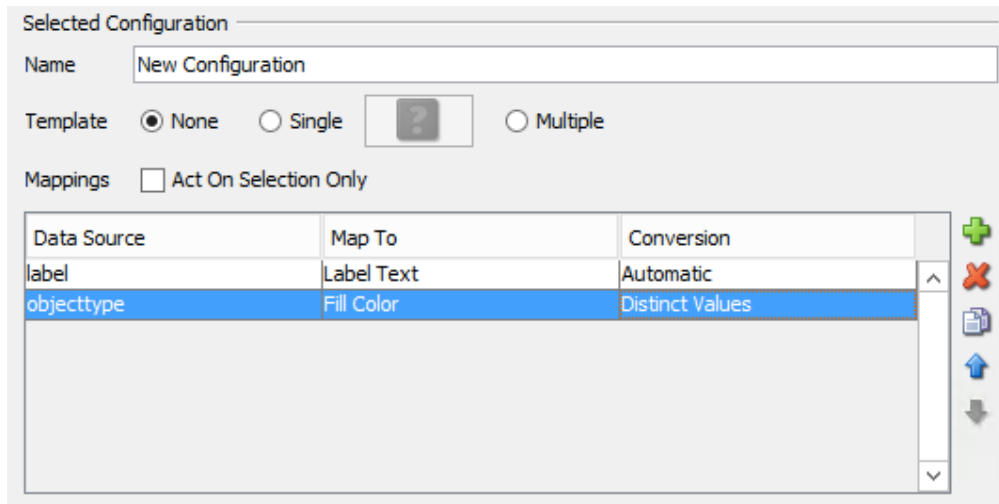 Selected Configuration
Name New Configuration
Template None Single ? Multiple
Mappings Act On Selection Only
Data Source Map To Conversion
label Label Text Automatic
objecttype Fill Color Distinct Values